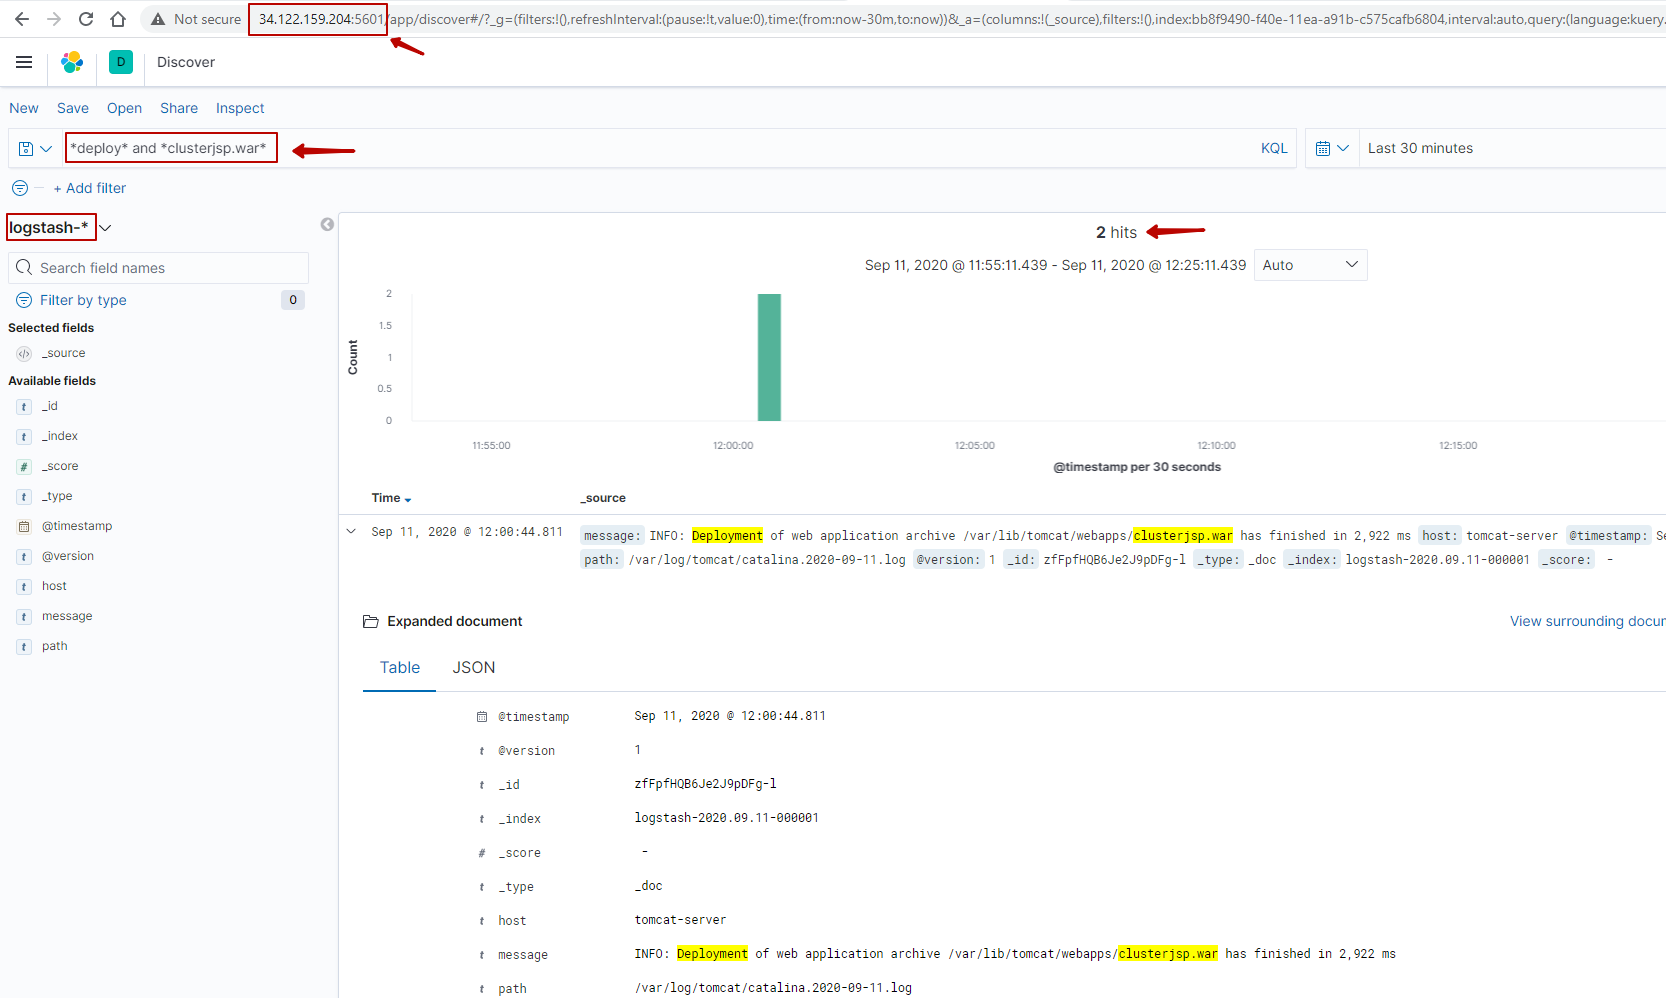 Not secure 34.122.159.204:5601/app/discover#/?_g=(filters:!(),refreshInterval:(pause:!t,value:0),time:(from:now-30m,to:now))&_a=(columns:!(_source),filters:!(),index:bb8f9490-f40e-11ea-a91b-c575cafb6804,interval:auto,query:(language:kuery,
D Discover
New Save Open Share Inspect
*deploy* and *clusterjsp.war* KQL Last 30 minutes
+ Add filter
logstash-*
2 hits
Search field names
Sep 11, 2020 @ 11:55:11.439 - Sep 11, 2020 @ 12:25:11.439 Auto
Filter by type 0
Selected fields
_source
Available fields
t _id
t _index
# _score
t _type
@timestamp
t @version
t host
t message
t path
2
1.5
1
0.5
0
Count
11:55:00 12:00:00 12:05:00 12:10:00 12:15:00
@timestamp per 30 seconds
Time _source
Sep 11, 2020 @ 12:00:44.811 message: INFO: Deployment of web application archive /var/lib/tomcat/webapps/clusterjsp.war has finished in 2,922 ms host: tomcat-server @timestamp: Se
path: /var/log/tomcat/catalina.2020-09-11.log @version: 1 _id: zfFpfHQB6Je2J9pDFg-l _type: _doc _index: logstash-2020.09.11-000001 _score: -
Expanded document View surrounding docur
Table JSON
@timestamp Sep 11, 2020 @ 12:00:44.811
t @version 1
t _id zfFpfHQB6Je2J9pDFg-l
t _index logstash-2020.09.11-000001
# _score -
t _type _doc
t host tomcat-server
t message INFO: Deployment of web application archive /var/lib/tomcat/webapps/clusterjsp.war has finished in 2,922 ms
t path /var/log/tomcat/catalina.2020-09-11.log